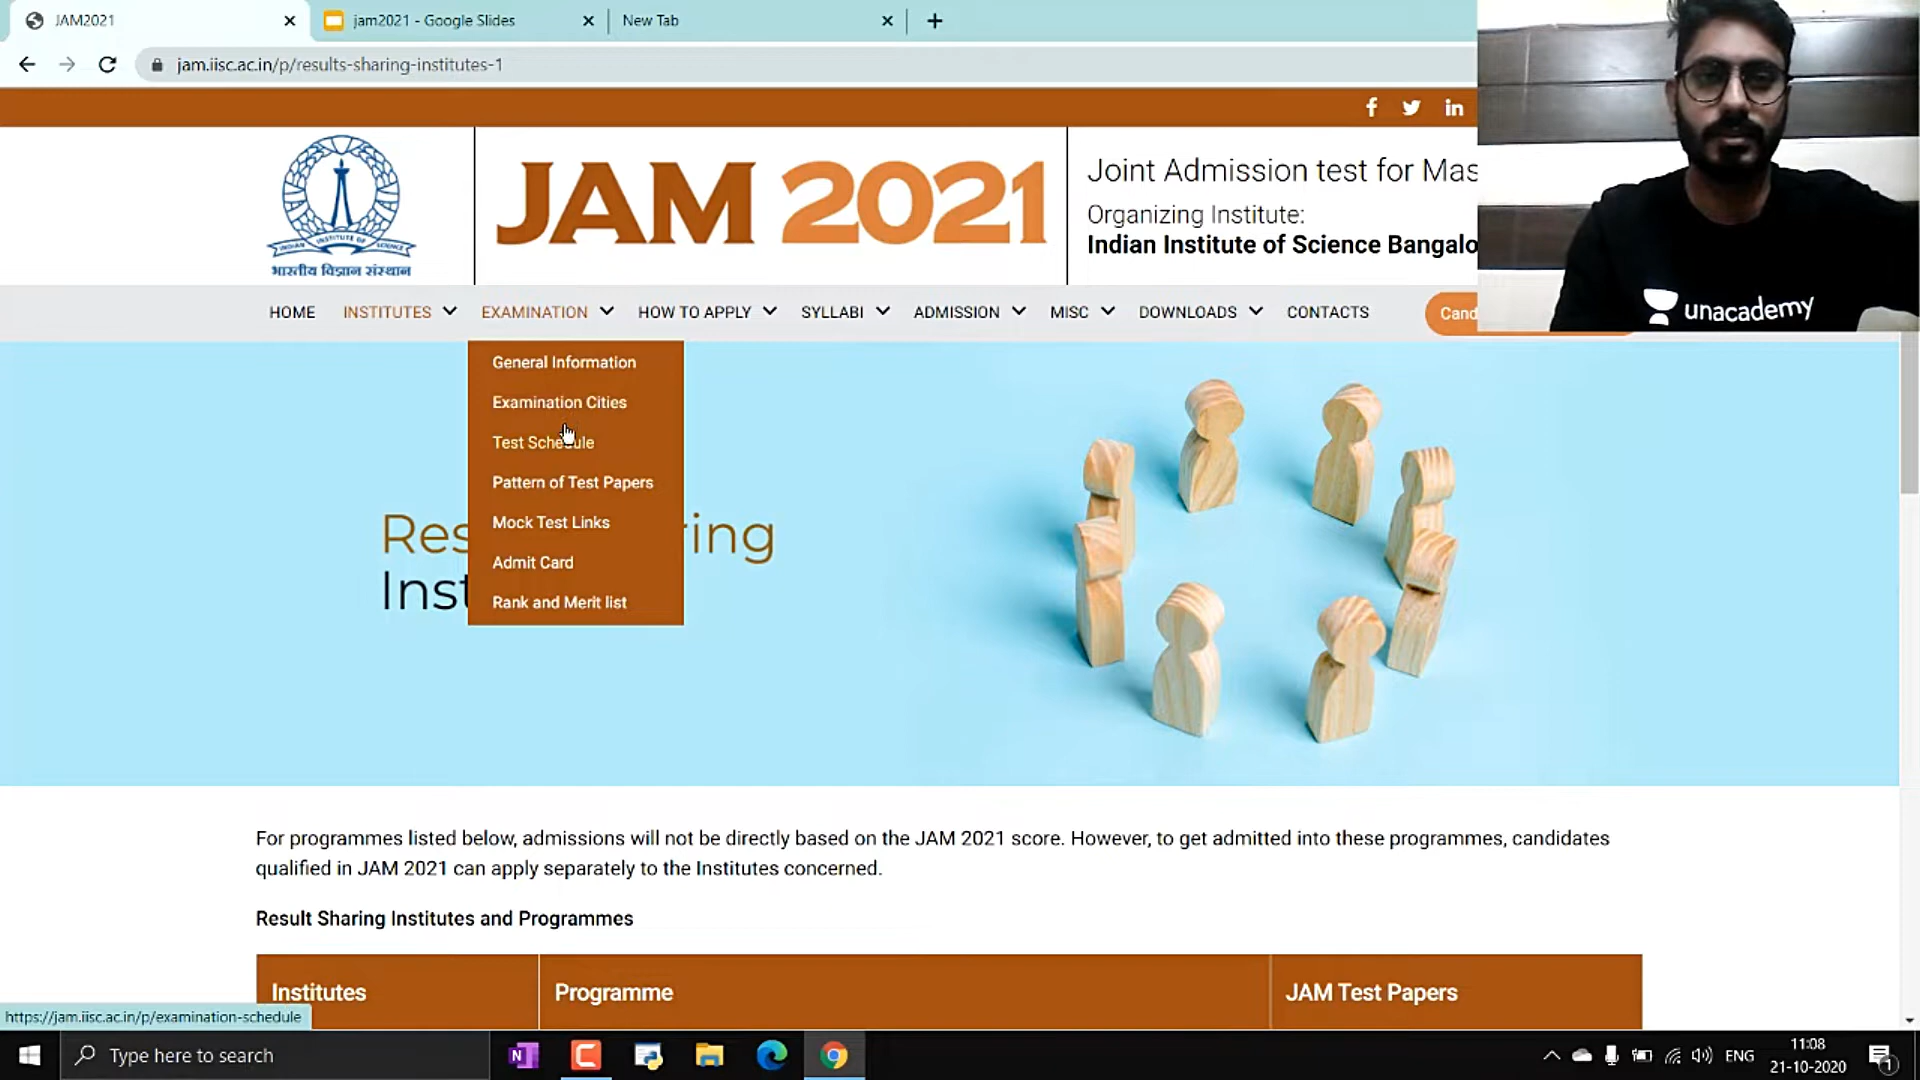 JAM2021
jam2021 - Google Slides
New Tab
jam.iisc.ac.in/p/results-sharing-institutes-1
INDIAN INSTITUTE OF SCIENCE
भारतीय विज्ञान संस्थान
JAM 2021
Joint Admission test for Mas
Organizing Institute:
Indian Institute of Science Bangalo
unacademy
HOME INSTITUTES EXAMINATION HOW TO APPLY SYLLABI ADMISSION MISC DOWNLOADS CONTACTS Cand
General Information
Examination Cities
Test Schedule
Pattern of Test Papers
Mock Test Links
Admit Card
Rank and Merit list
Res ring
Inst
For programmes listed below, admissions will not be directly based on the JAM 2021 score. However, to get admitted into these programmes, candidates
qualified in JAM 2021 can apply separately to the Institutes concerned.
Result Sharing Institutes and Programmes
Institutes Programme JAM Test Papers
https://jam.iisc.ac.in/p/examination-schedule
Type here to search
ENG
11:08
21-10-2020
1